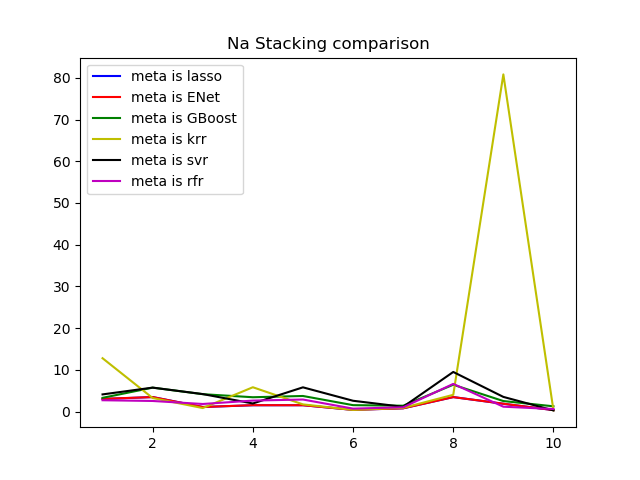 Na Stacking comparison
meta is lasso
meta is ENet
meta is GBoost
meta is krr
meta is svr
meta is rfr
80
70
60
50
40
30
20
10
0
2 4 6 8 10